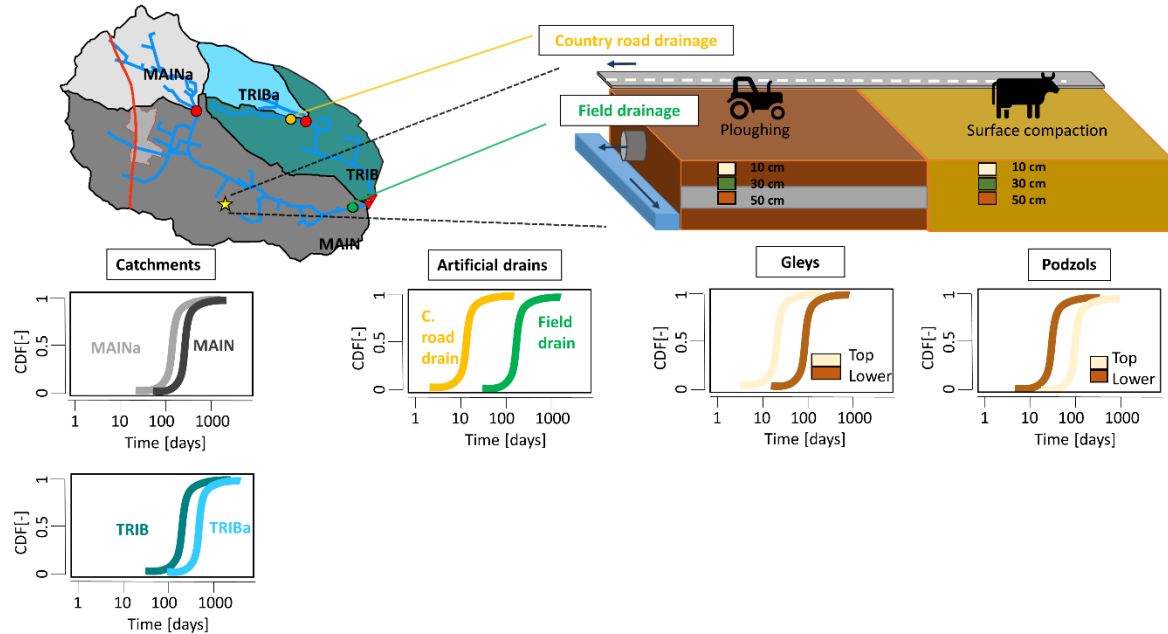 Country road drainage
MAINa
TRIBa
Field drainage
TRIB
MAIN
Ploughing
Surface compaction
10 cm
30 cm
50 cm
10 cm
30 cm
50 cm
Catchments
CDF[-]
1
0.5
0
MAINa
MAIN
1
10
100
1000
Time [days]
Artificial drains
CDF[-]
1
0.5
0
C.
road
drain
Field
drain
1
10
100
1000
Time [days]
Gleys
CDF[-]
1
0.5
0
Top
Lower
1
10
100
1000
Time [days]
Podzols
CDF[-]
1
0.5
0
Top
Lower
1
10
100
1000
Time [days]
CDF[-]
1
0.5
0
TRIB
TRIBa
1
10
100
1000
Time [days]